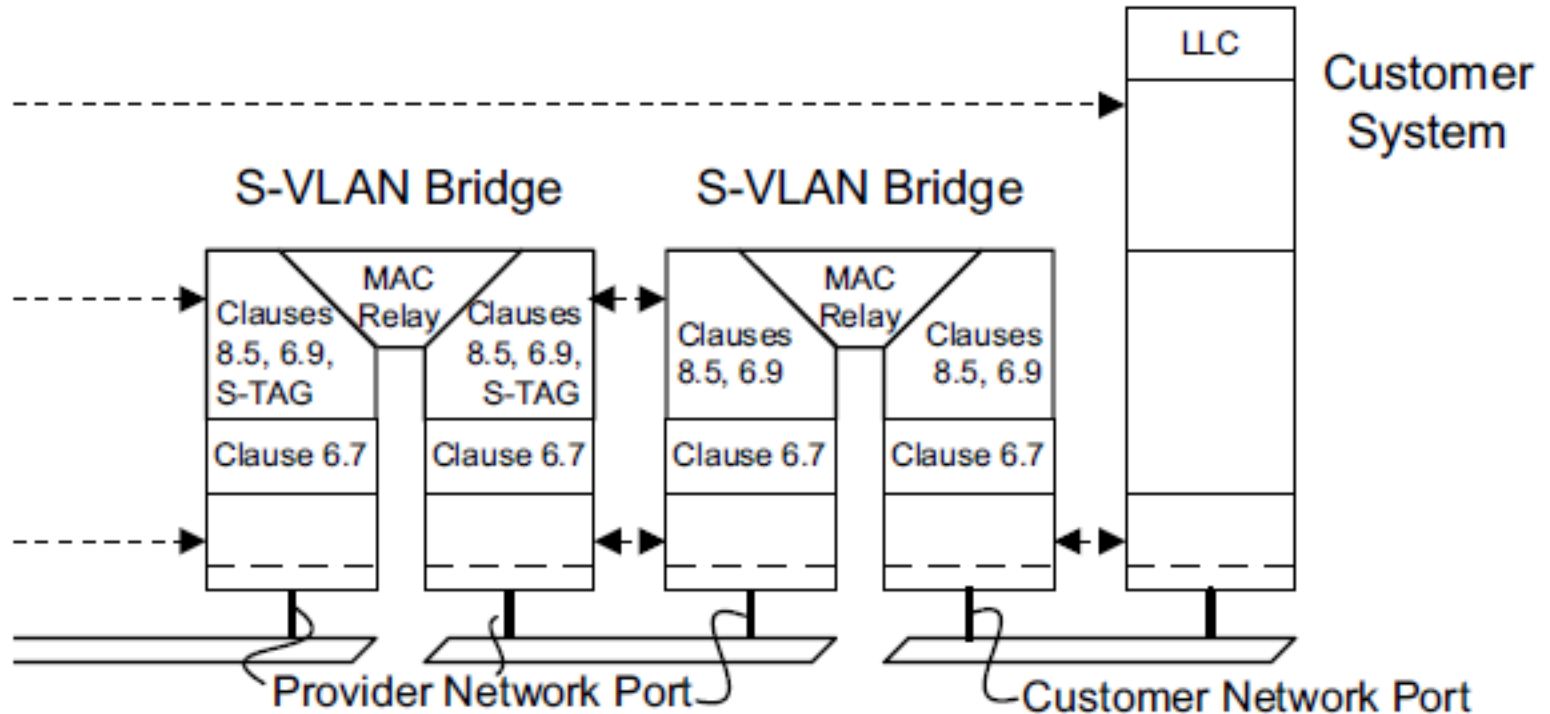 LLC
Customer
System
S-VLAN Bridge
S-VLAN Bridge
MAC
Relay
Clauses
8.5, 6.9,
S-TAG
Clauses
8.5, 6.9,
S-TAG
MAC
Relay
Clauses
8.5, 6.9
Clauses
8.5, 6.9
Clause 6.7
Clause 6.7
Clause 6.7
Clause 6.7
Provider Network Port
Customer Network Port